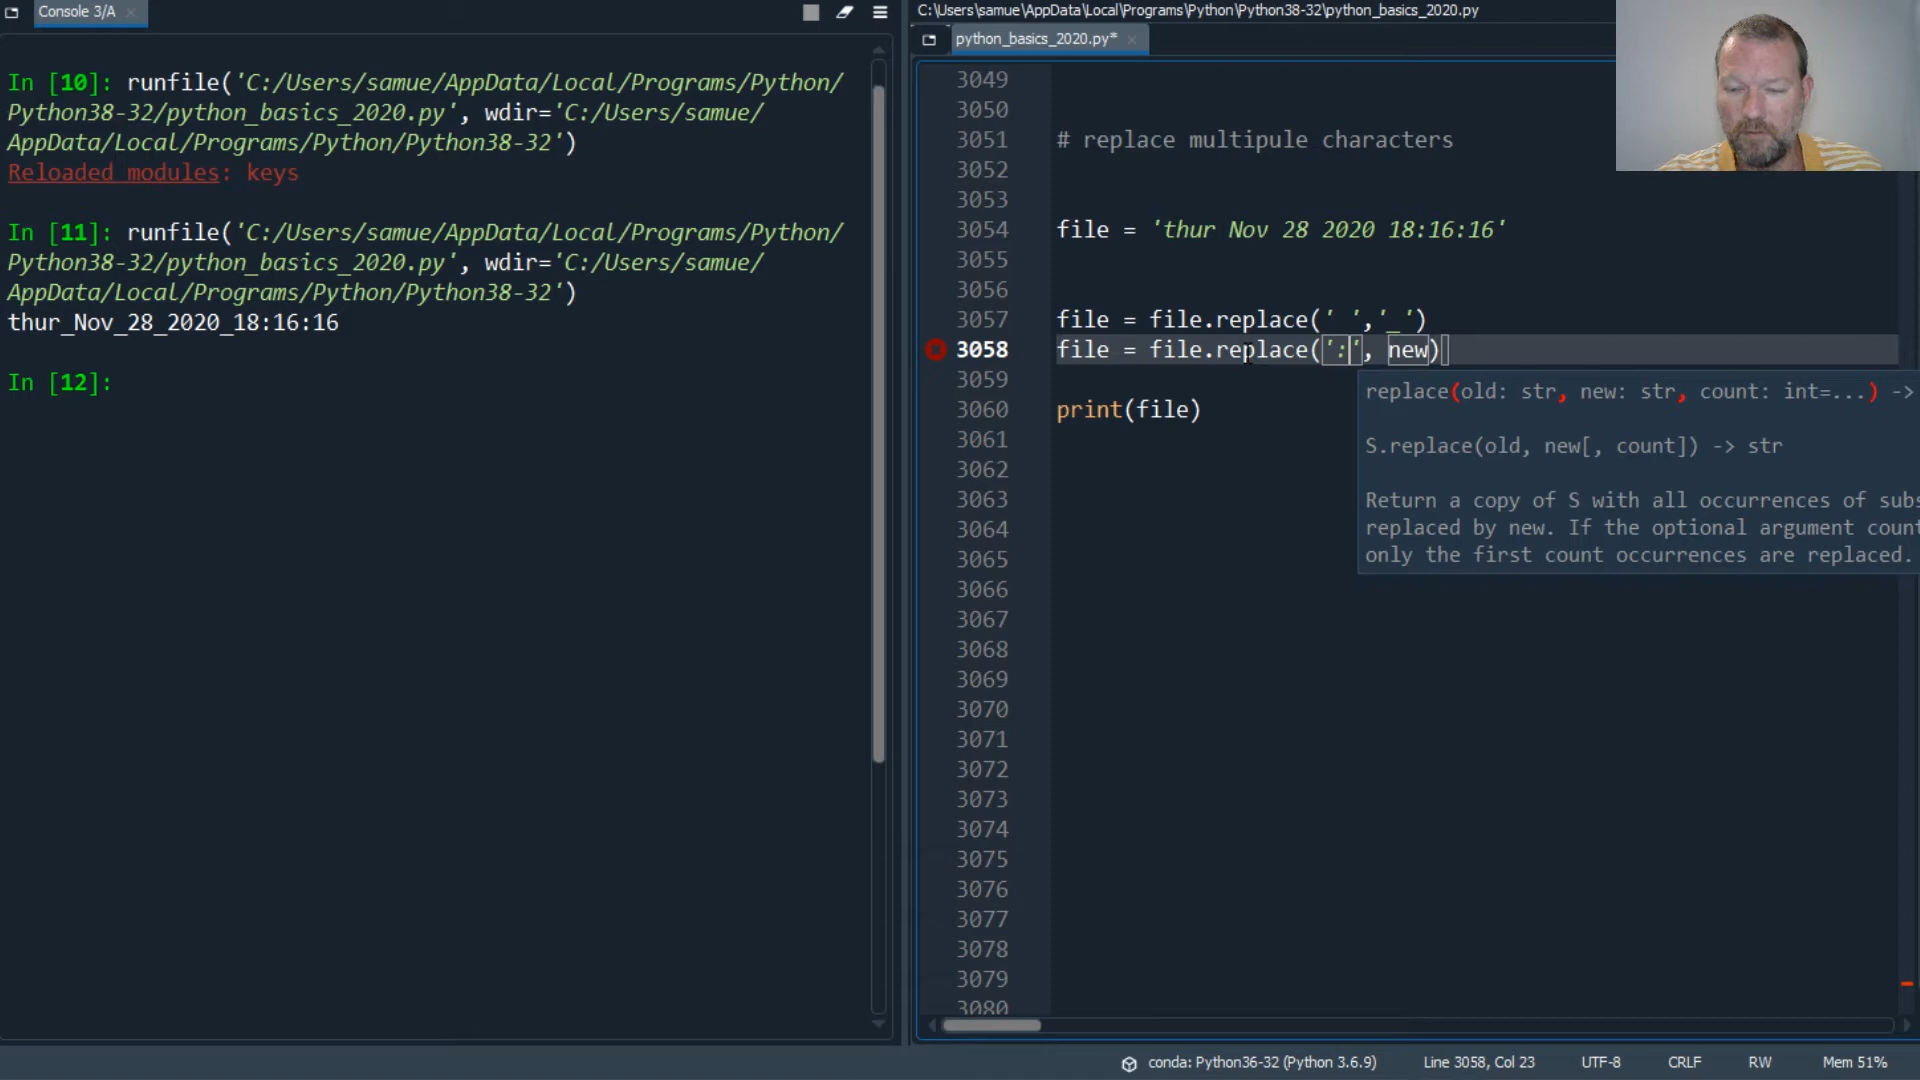 Console 3/A
In [10]: runfile('C:/Users/samue/AppData/Local/Programs/Python/
Python38-32/python_basics_2020.py', wdir='C:/Users/samue/
AppData/Local/Programs/Python/Python38-32')
Reloaded modules: keys
In [11]: runfile('C:/Users/samue/AppData/Local/Programs/Python/
Python38-32/python_basics_2020.py', wdir='C:/Users/samue/
AppData/Local/Programs/Python/Python38-32')
thur_Nov_28_2020_18:16:16
In [12]:
C:\Users\samue\AppData\Local\Programs\Python\Python38-32\python_basics_2020.py
python_basics_2020.py*
3049
3050
3051 # replace multipule characters
3052
3053
3054 file = 'thur Nov 28 2020 18:16:16'
3055
3056
3057 file = file.replace(' ','_')
3058 file = file.replace(':', new)
3059
3060 print(file)
3061
3062
3063
3064
3065
3066
3067
3068
3069
3070
3071
3072
3073
3074
3075
3076
3077
3078
3079
3080
replace(old: str, new: str, count: int=...) ->
S.replace(old, new[, count]) -> str
Return a copy of S with all occurrences of subs
replaced by new. If the optional argument count
only the first count occurrences are replaced.
conda: Python36-32 (Python 3.6.9) Line 3058, Col 23 UTF-8 CRLF RW Mem 51%